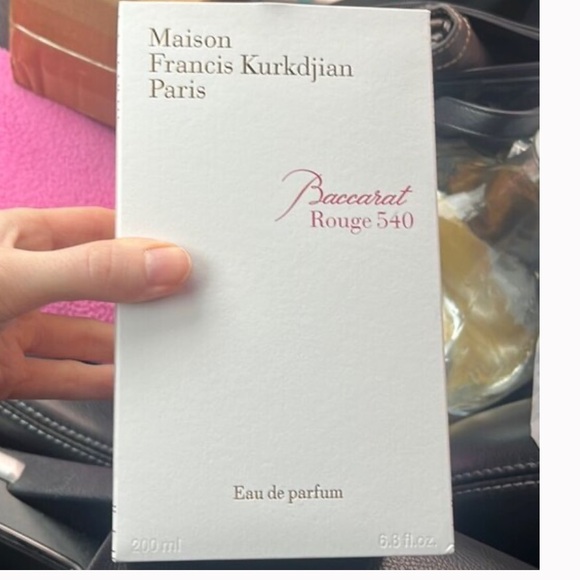 Maison
Francis Kurkdjian
Paris
Baccarat
Rouge 540
Eau de parfum
200 ml 6.8 fl.oz.